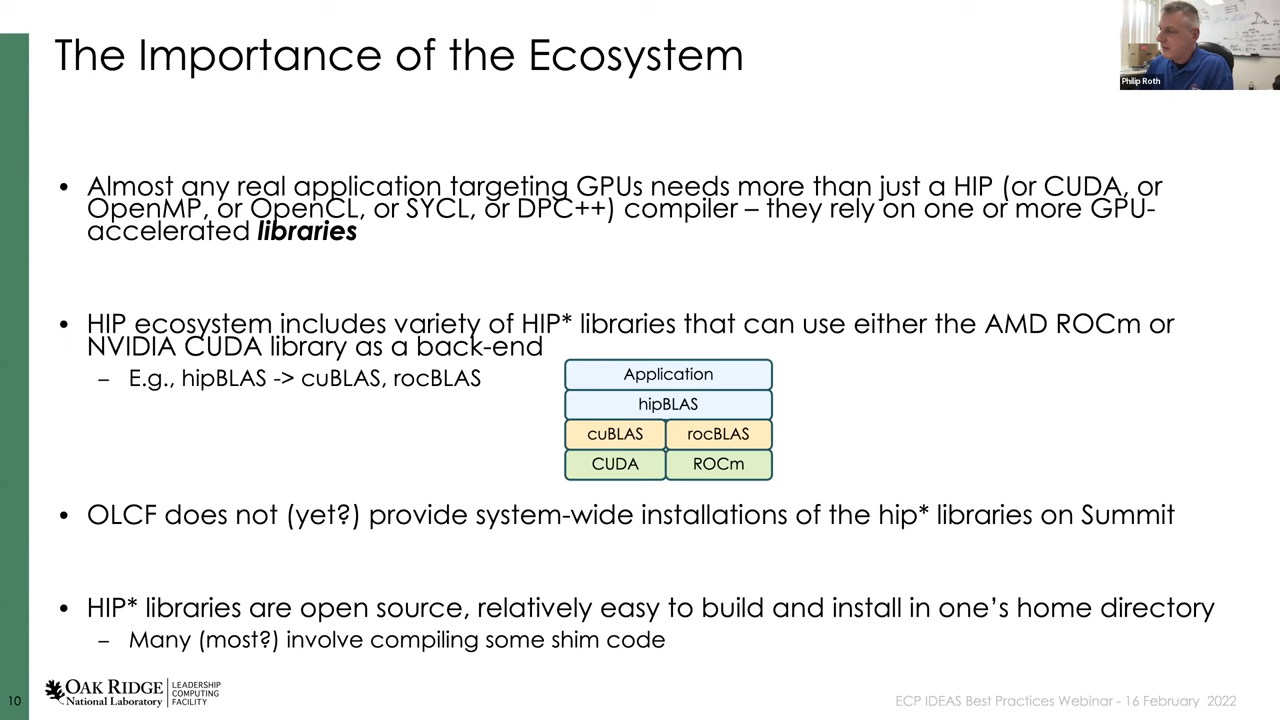 The Importance of the Ecosystem
Philip Roth
• Almost any real application targeting GPUs needs more than just a HIP (or CUDA, or
OpenMP, or OpenCL, or SYCL, or DPC++) compiler – they rely on one or more GPU-
accelerated libraries
• HIP ecosystem includes variety of HIP* libraries that can use either the AMD ROCm or
NVIDIA CUDA library as a back-end
– E.g., hipBLAS -> cuBLAS, rocBLAS
Application
hipBLAS
cuBLAS rocBLAS
CUDA ROCm
• OLCF does not (yet?) provide system-wide installations of the hip* libraries on Summit
• HIP* libraries are open source, relatively easy to build and install in one's home directory
– Many (most?) involve compiling some shim code
10
OAK RIDGE
National Laboratory
LEADERSHIP
COMPUTING
FACILITY
ECP IDEAS Best Practices Webinar - 16 February 2022